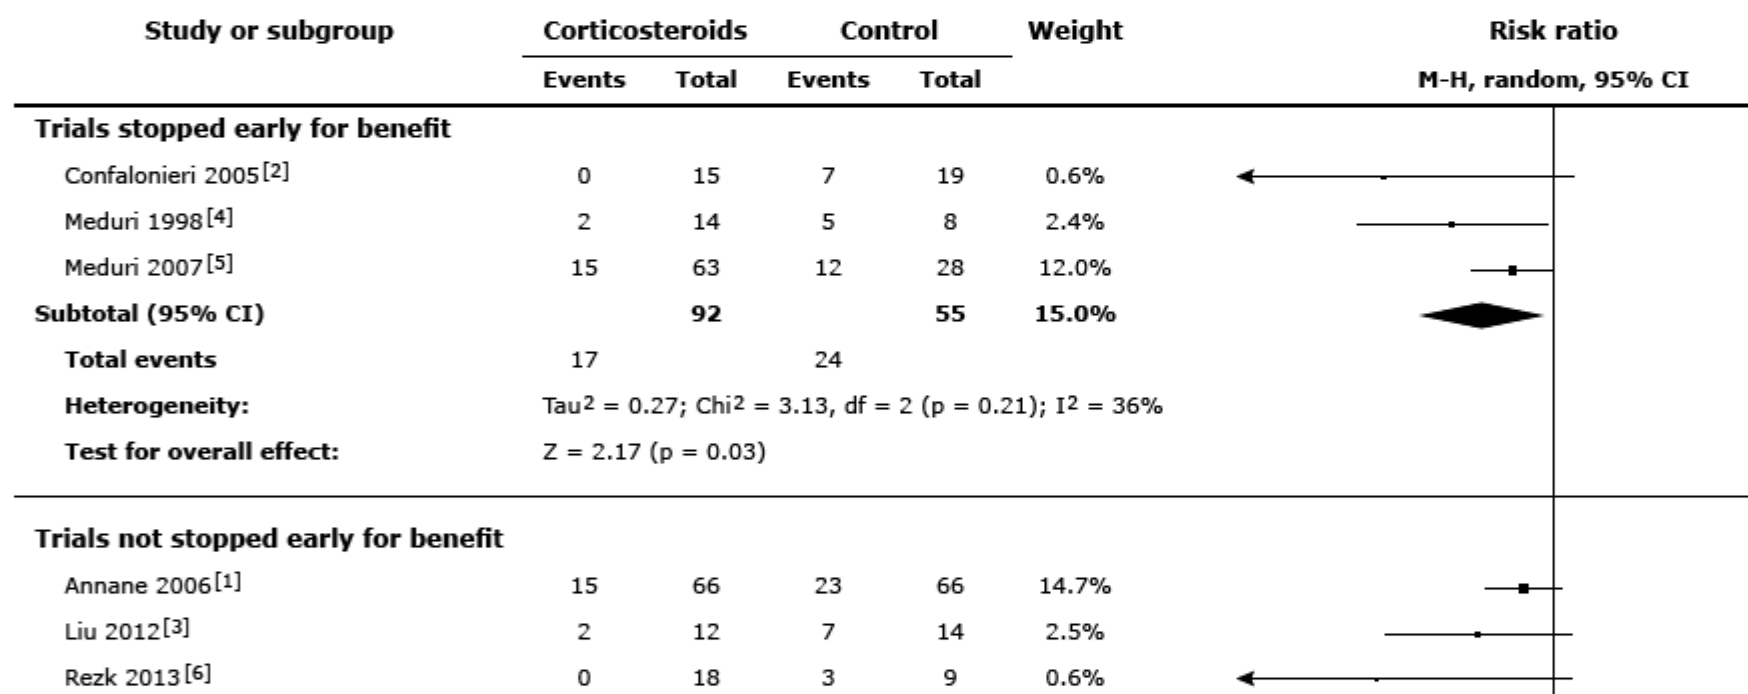 Study or subgroup Corticosteroids Control Weight Risk ratio
Events Total Events Total M-H, random, 95% CI
Trials stopped early for benefit
Confalonieri 2005[2] 0 15 7 19 0.6%
Meduri 1998[4] 2 14 5 8 2.4%
Meduri 2007[5] 15 63 12 28 12.0%
Subtotal (95% CI) 92 55 15.0%
Total events 17 24
Heterogeneity: Tau2 = 0.27; Chi2 = 3.13, df = 2 (p = 0.21); I2 = 36%
Test for overall effect: Z = 2.17 (p = 0.03)
Trials not stopped early for benefit
Annane 2006[1] 15 66 23 66 14.7%
Liu 2012[3] 2 12 7 14 2.5%
Rezk 2013[6] 0 18 3 9 0.6%